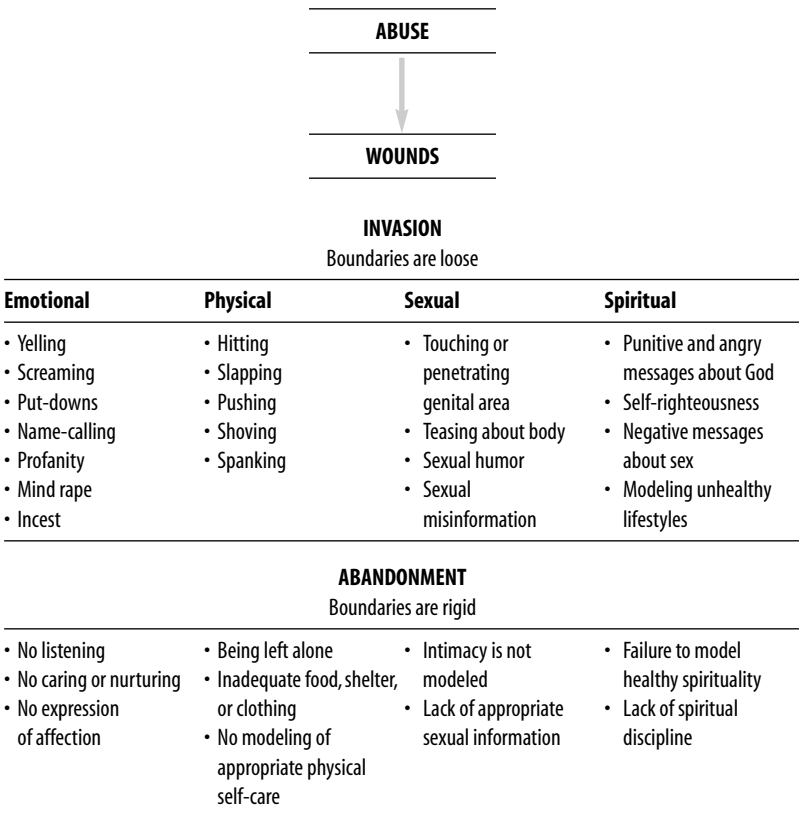 ABUSE
WOUNDS
INVASION
Boundaries are loose
Emotional Physical Sexual Spiritual
• Yelling
• Screaming
• Put-downs
• Name-calling
• Profanity
• Mind rape
• Incest
• Hitting
• Slapping
• Pushing
• Shoving
• Spanking
• Touching or
penetrating
genital area
• Teasing about body
• Sexual humor
• Sexual
misinformation
• Punitive and angry
messages about God
• Self-righteousness
• Negative messages
about sex
• Modeling unhealthy
lifestyles
ABANDONMENT
Boundaries are rigid
• No listening
• No caring or nurturing
• No expression
of affection
• Being left alone
• Inadequate food, shelter,
or clothing
• No modeling of
appropriate physical
self-care
• Intimacy is not
modeled
• Lack of appropriate
sexual information
• Failure to model
healthy spirituality
• Lack of spiritual
discipline